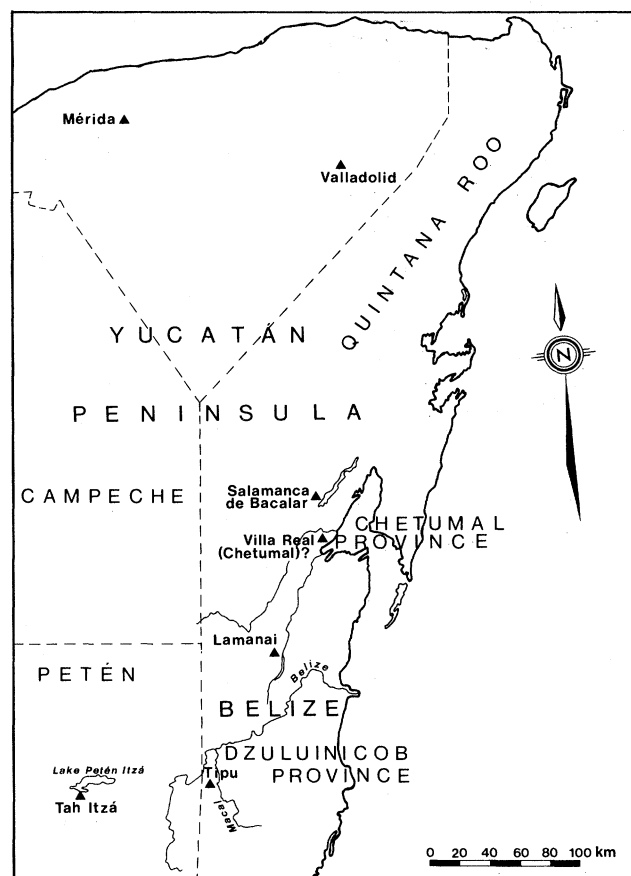 Mérida
Valladolid
QUINTANA ROO
YUCATÁN
PENINSULA
N
CAMPECHE
Salamanca
de Bacalar
CHETUMAL
PROVINCE
Villa Real
(Chetumal)?
Lamanai
PETÉN
Belize
BELIZE
DZULUINICOB
PROVINCE
Lake Petén Itzá
Tipu
Tah Itzá
Macal
0 20 40 60 80 100 km